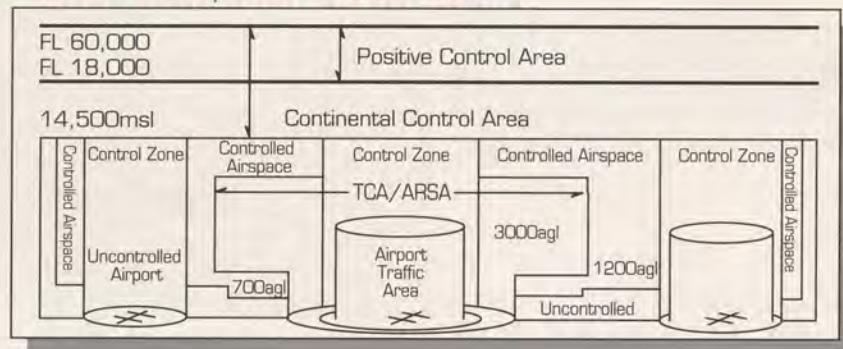 FL 60,000
FL 18,000
Positive Control Area
14,500msl
Continental Control Area
Controlled Airspace
Control Zone
Controlled
Airspace
Control Zone
Controlled Airspace
Control Zone
Controlled Airspace
TCA/ARSA
3000agl
Uncontrolled
Airport
Airport
Traffic
Area
700agl
1200agl
Uncontrolled